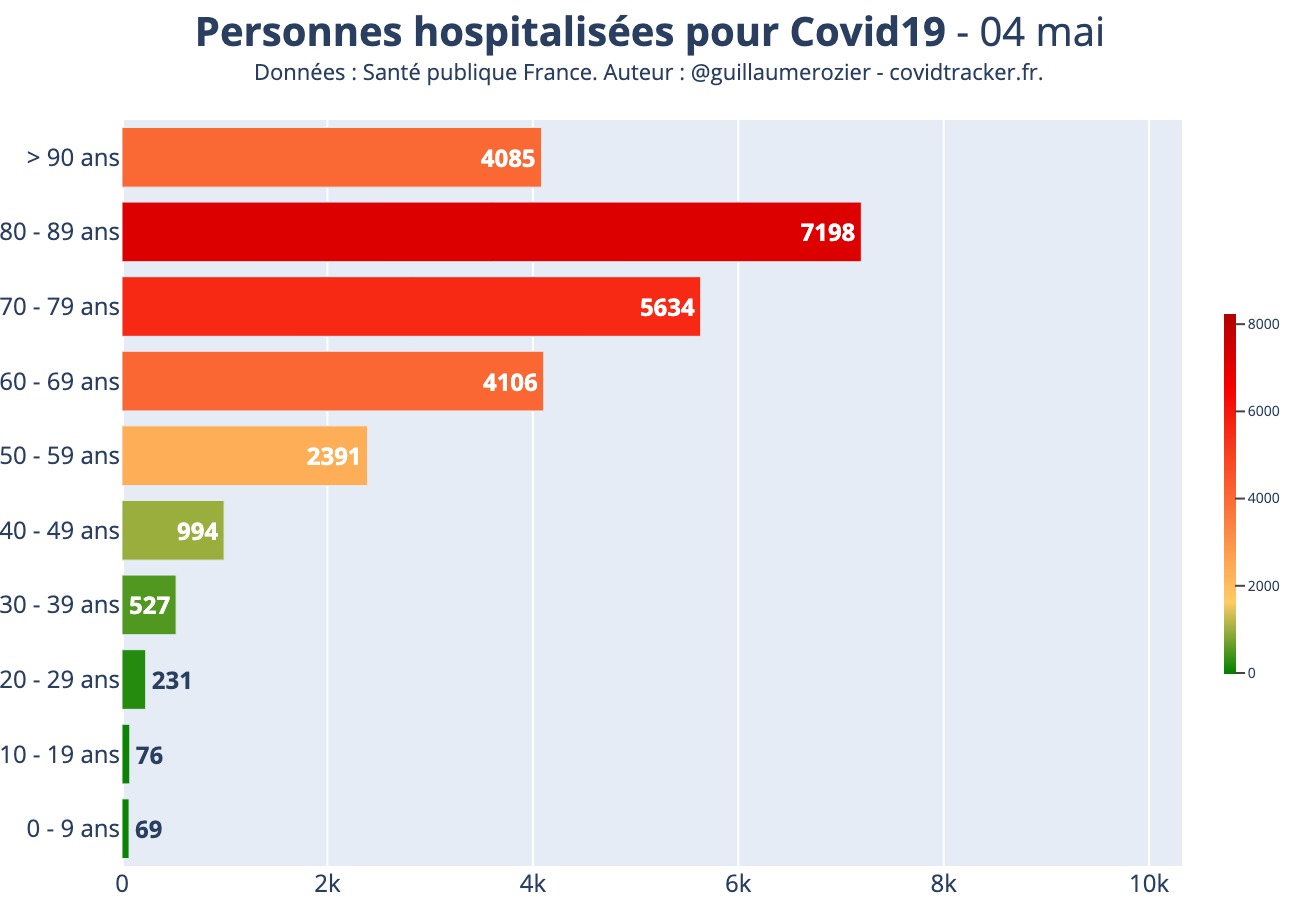 Personnes hospitalisées pour Covid19 - 04 mai
Données : Santé publique France. Auteur : @guillaumerozier - covidtracker.fr.
> 90 ans 4085
80 - 89 ans 7198
70 - 79 ans 5634
60 - 69 ans 4106
50 - 59 ans 2391
40 - 49 ans 994
30 - 39 ans 527
20 - 29 ans 231
10 - 19 ans 76
0 - 9 ans 69
0 2k 4k 6k 8k 10k
8000
6000
4000
2000
0